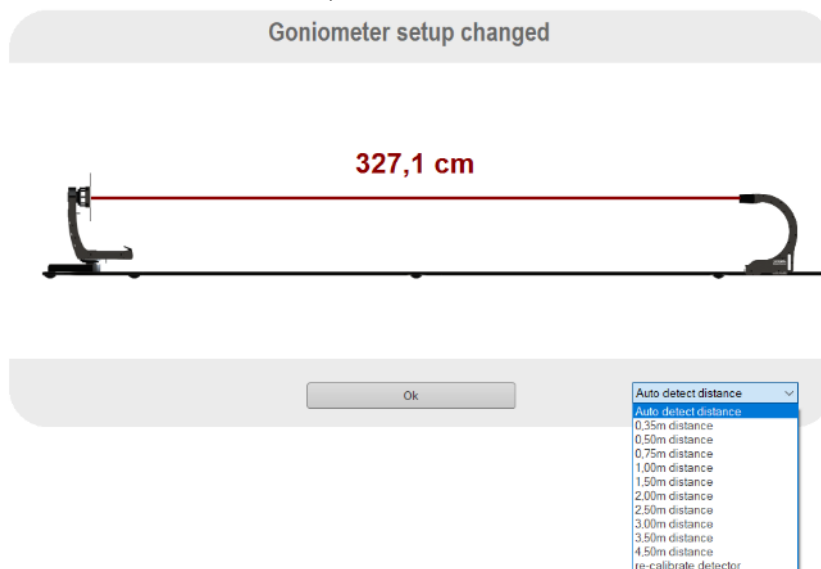 Goniometer setup changed
327,1 cm
Ok
Auto detect distance
Auto detect distance
0,35m distance
0,50m distance
0,75m distance
1,00m distance
1,50m distance
2,00m distance
2,50m distance
3,00m distance
3,50m distance
4,50m distance
re-calibrate detector